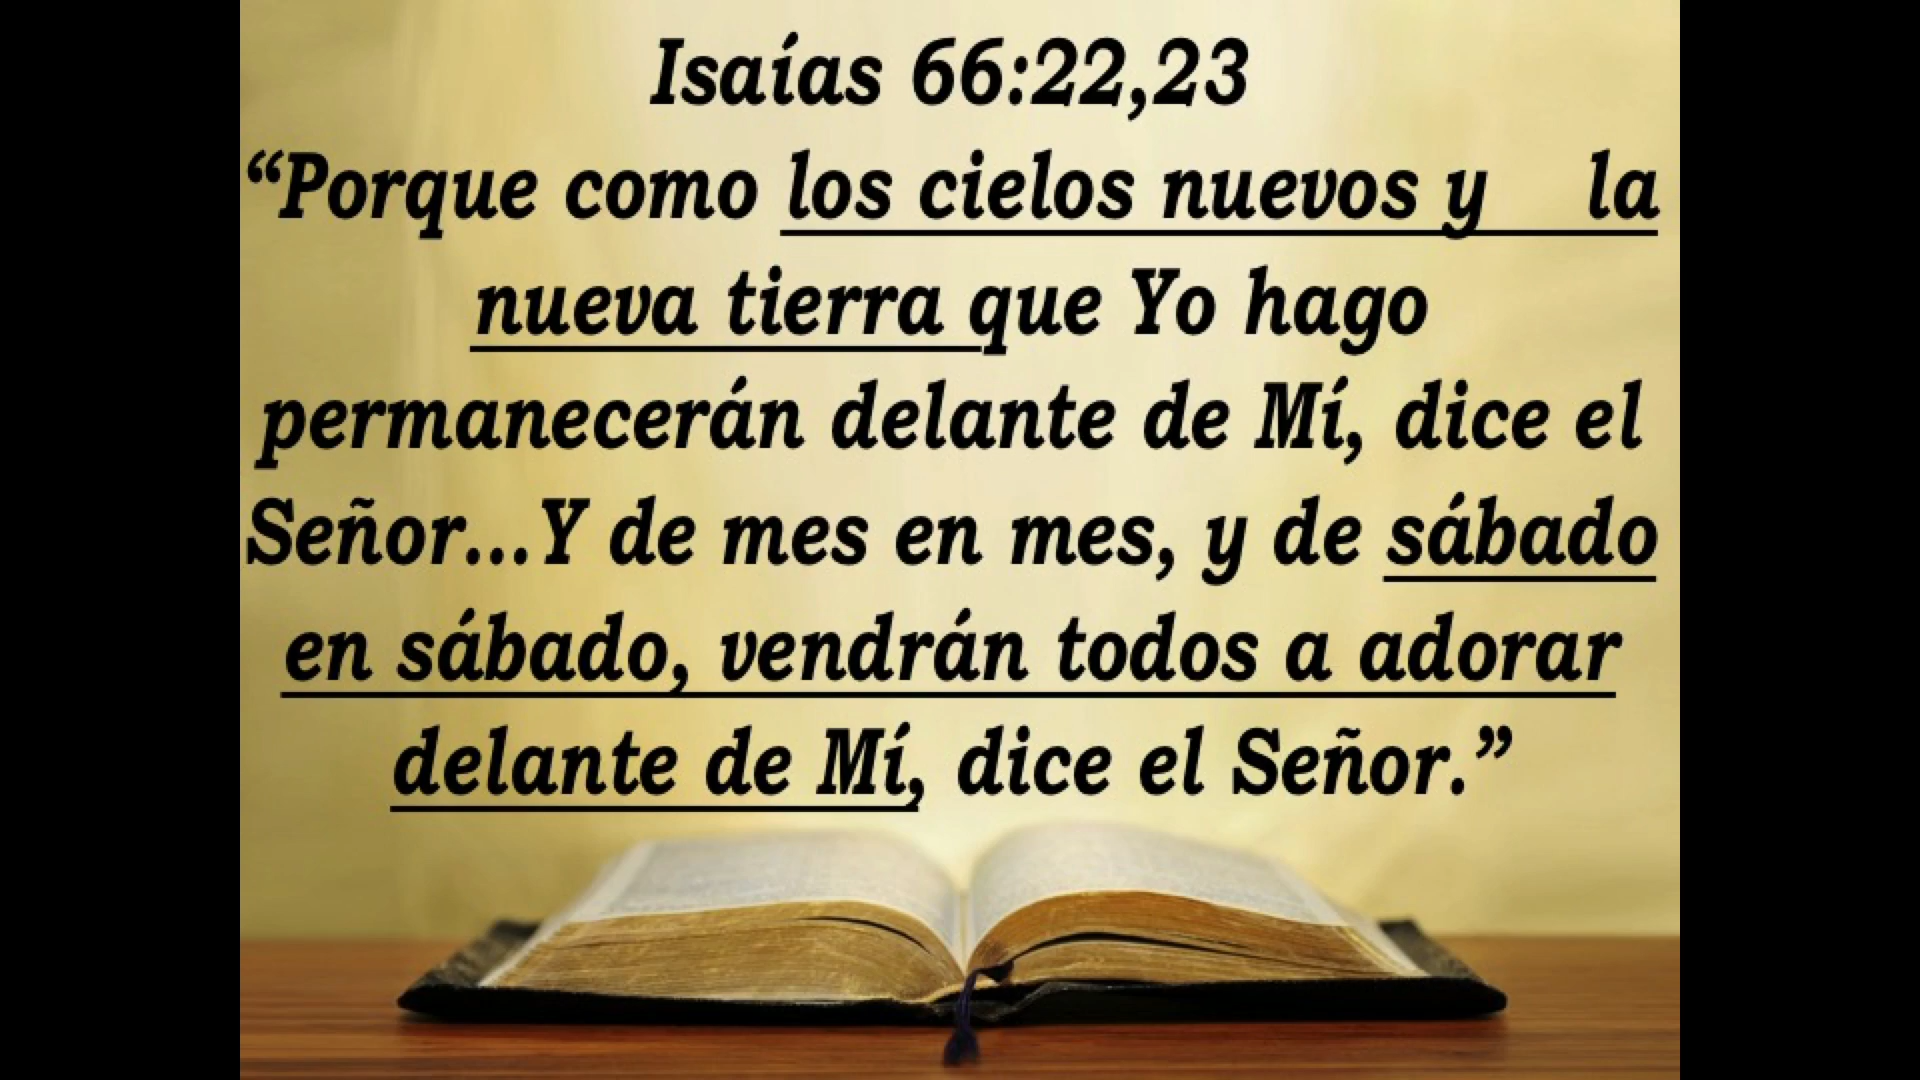 Isaías 66:22,23
“Porque como los cielos nuevos y la
nueva tierra que Yo hago
permanecerán delante de Mí, dice el
Señor...Y de mes en mes, y de sábado
en sábado, vendrán todos a adorar
delante de Mí, dice el Señor.”